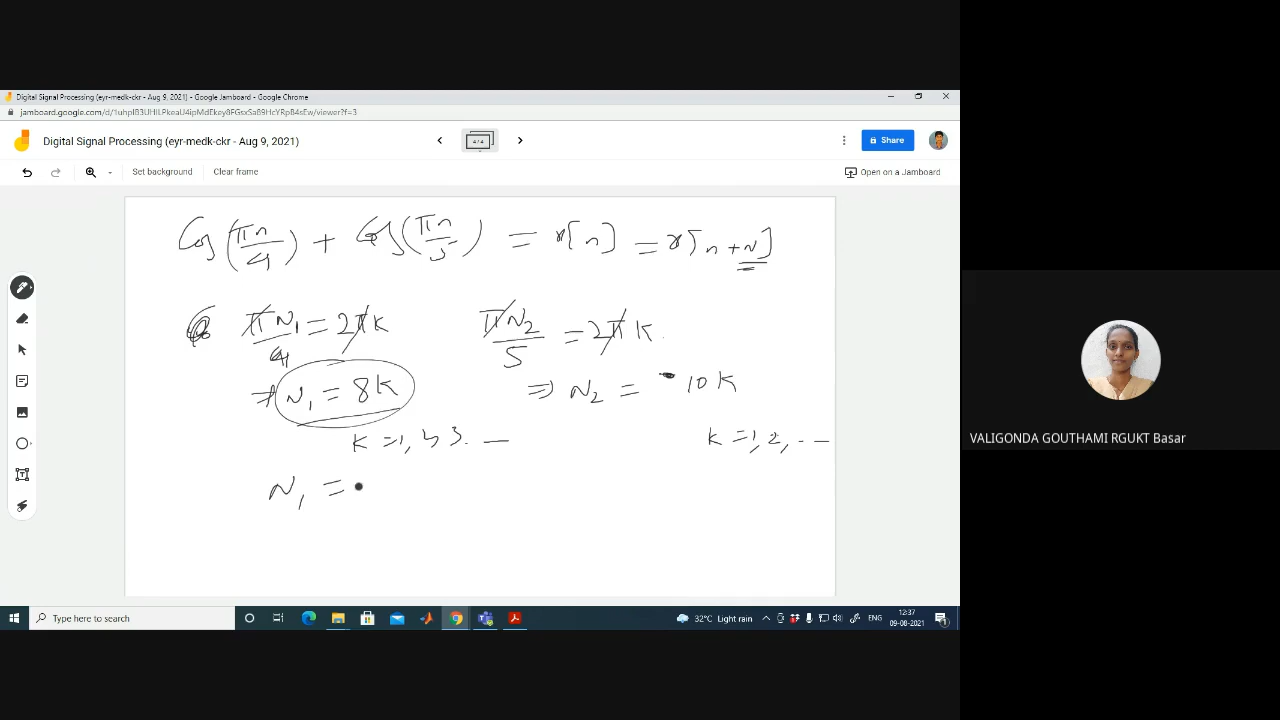 Digital Signal Processing (eyr-medk-ckr - Aug 9, 2021) - Google Jamboard - Google Chrome
Digital Signal Processing (eyr-medk-ckr - Aug 9, 2021)
4 / 4
Share
Set background
Clear frame
Open on a Jamboard
Cos(πn/4) + Cos(πn/5) = x[n] = x[n+N]
πN₁/4 = 2πK πN₂/5 = 2πK
⇒ N₁ = 8K ⇒ N₂ = 10K
K = 1, 2, 3. — K = 1, 2, - —
N₁ =
VALIGONDA GOUTHAMI RGUKT Basar
Type here to search
32°C Light rain
ENG
12:37
09-08-2021